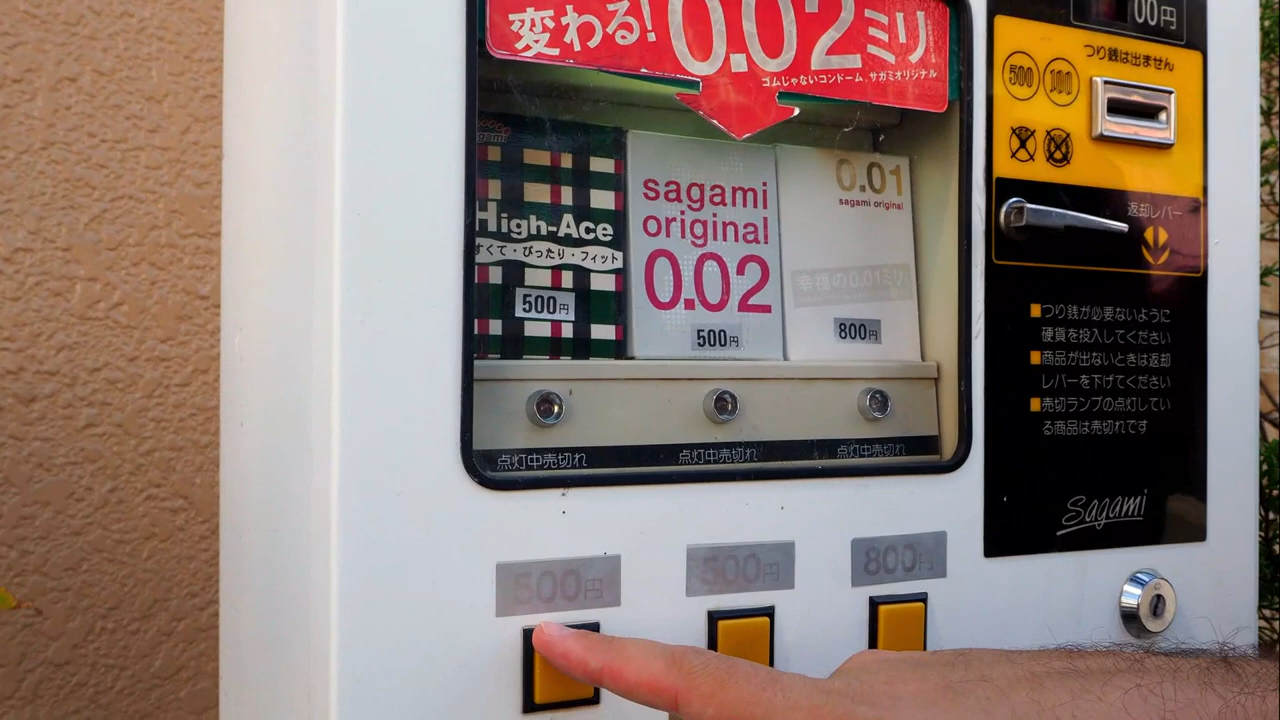 変わる! 0.02ミリ
ゴムじゃないコンドーム。サガミオリジナル
High-Ace
すくて・ぴったり・フィット
500円
sagami
original
0.02
500円
0.01
sagami original
幸福の0.01ミリ
800円
点灯中売切れ
点灯中売切れ
点灯中売切れ
500円
500円
800円
00円
つり銭は出ません
500 100
返却レバー
■つり銭が必要ないように
硬貨を投入してください
■商品が出ないときは返却
レバーを下げてください
■売切ランプの点灯してい
る商品は売切れです
Sagami